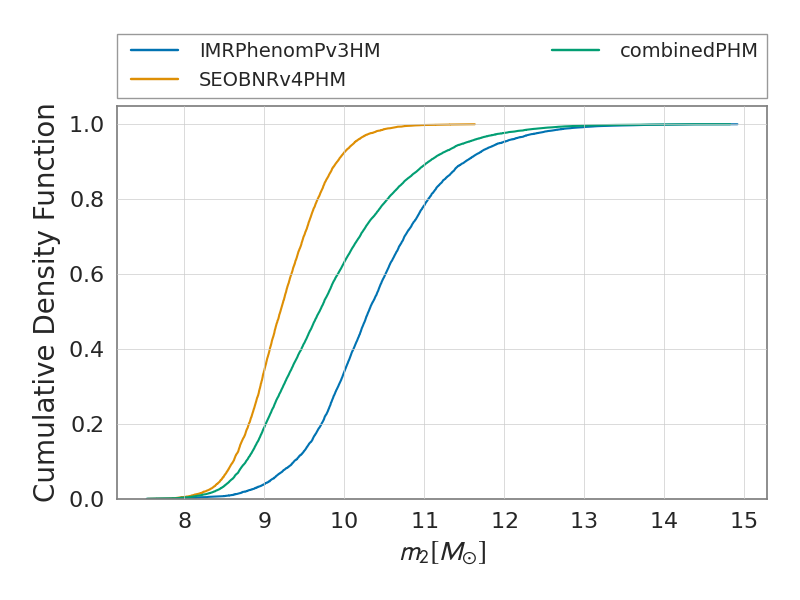 IMRPhenomPv3HM
SEOBNRv4PHM
combinedPHM
Cumulative Density Function
1.0
0.8
0.6
0.4
0.2
0.0
8 9 10 11 12 13 14 15
m₂[M⊙]